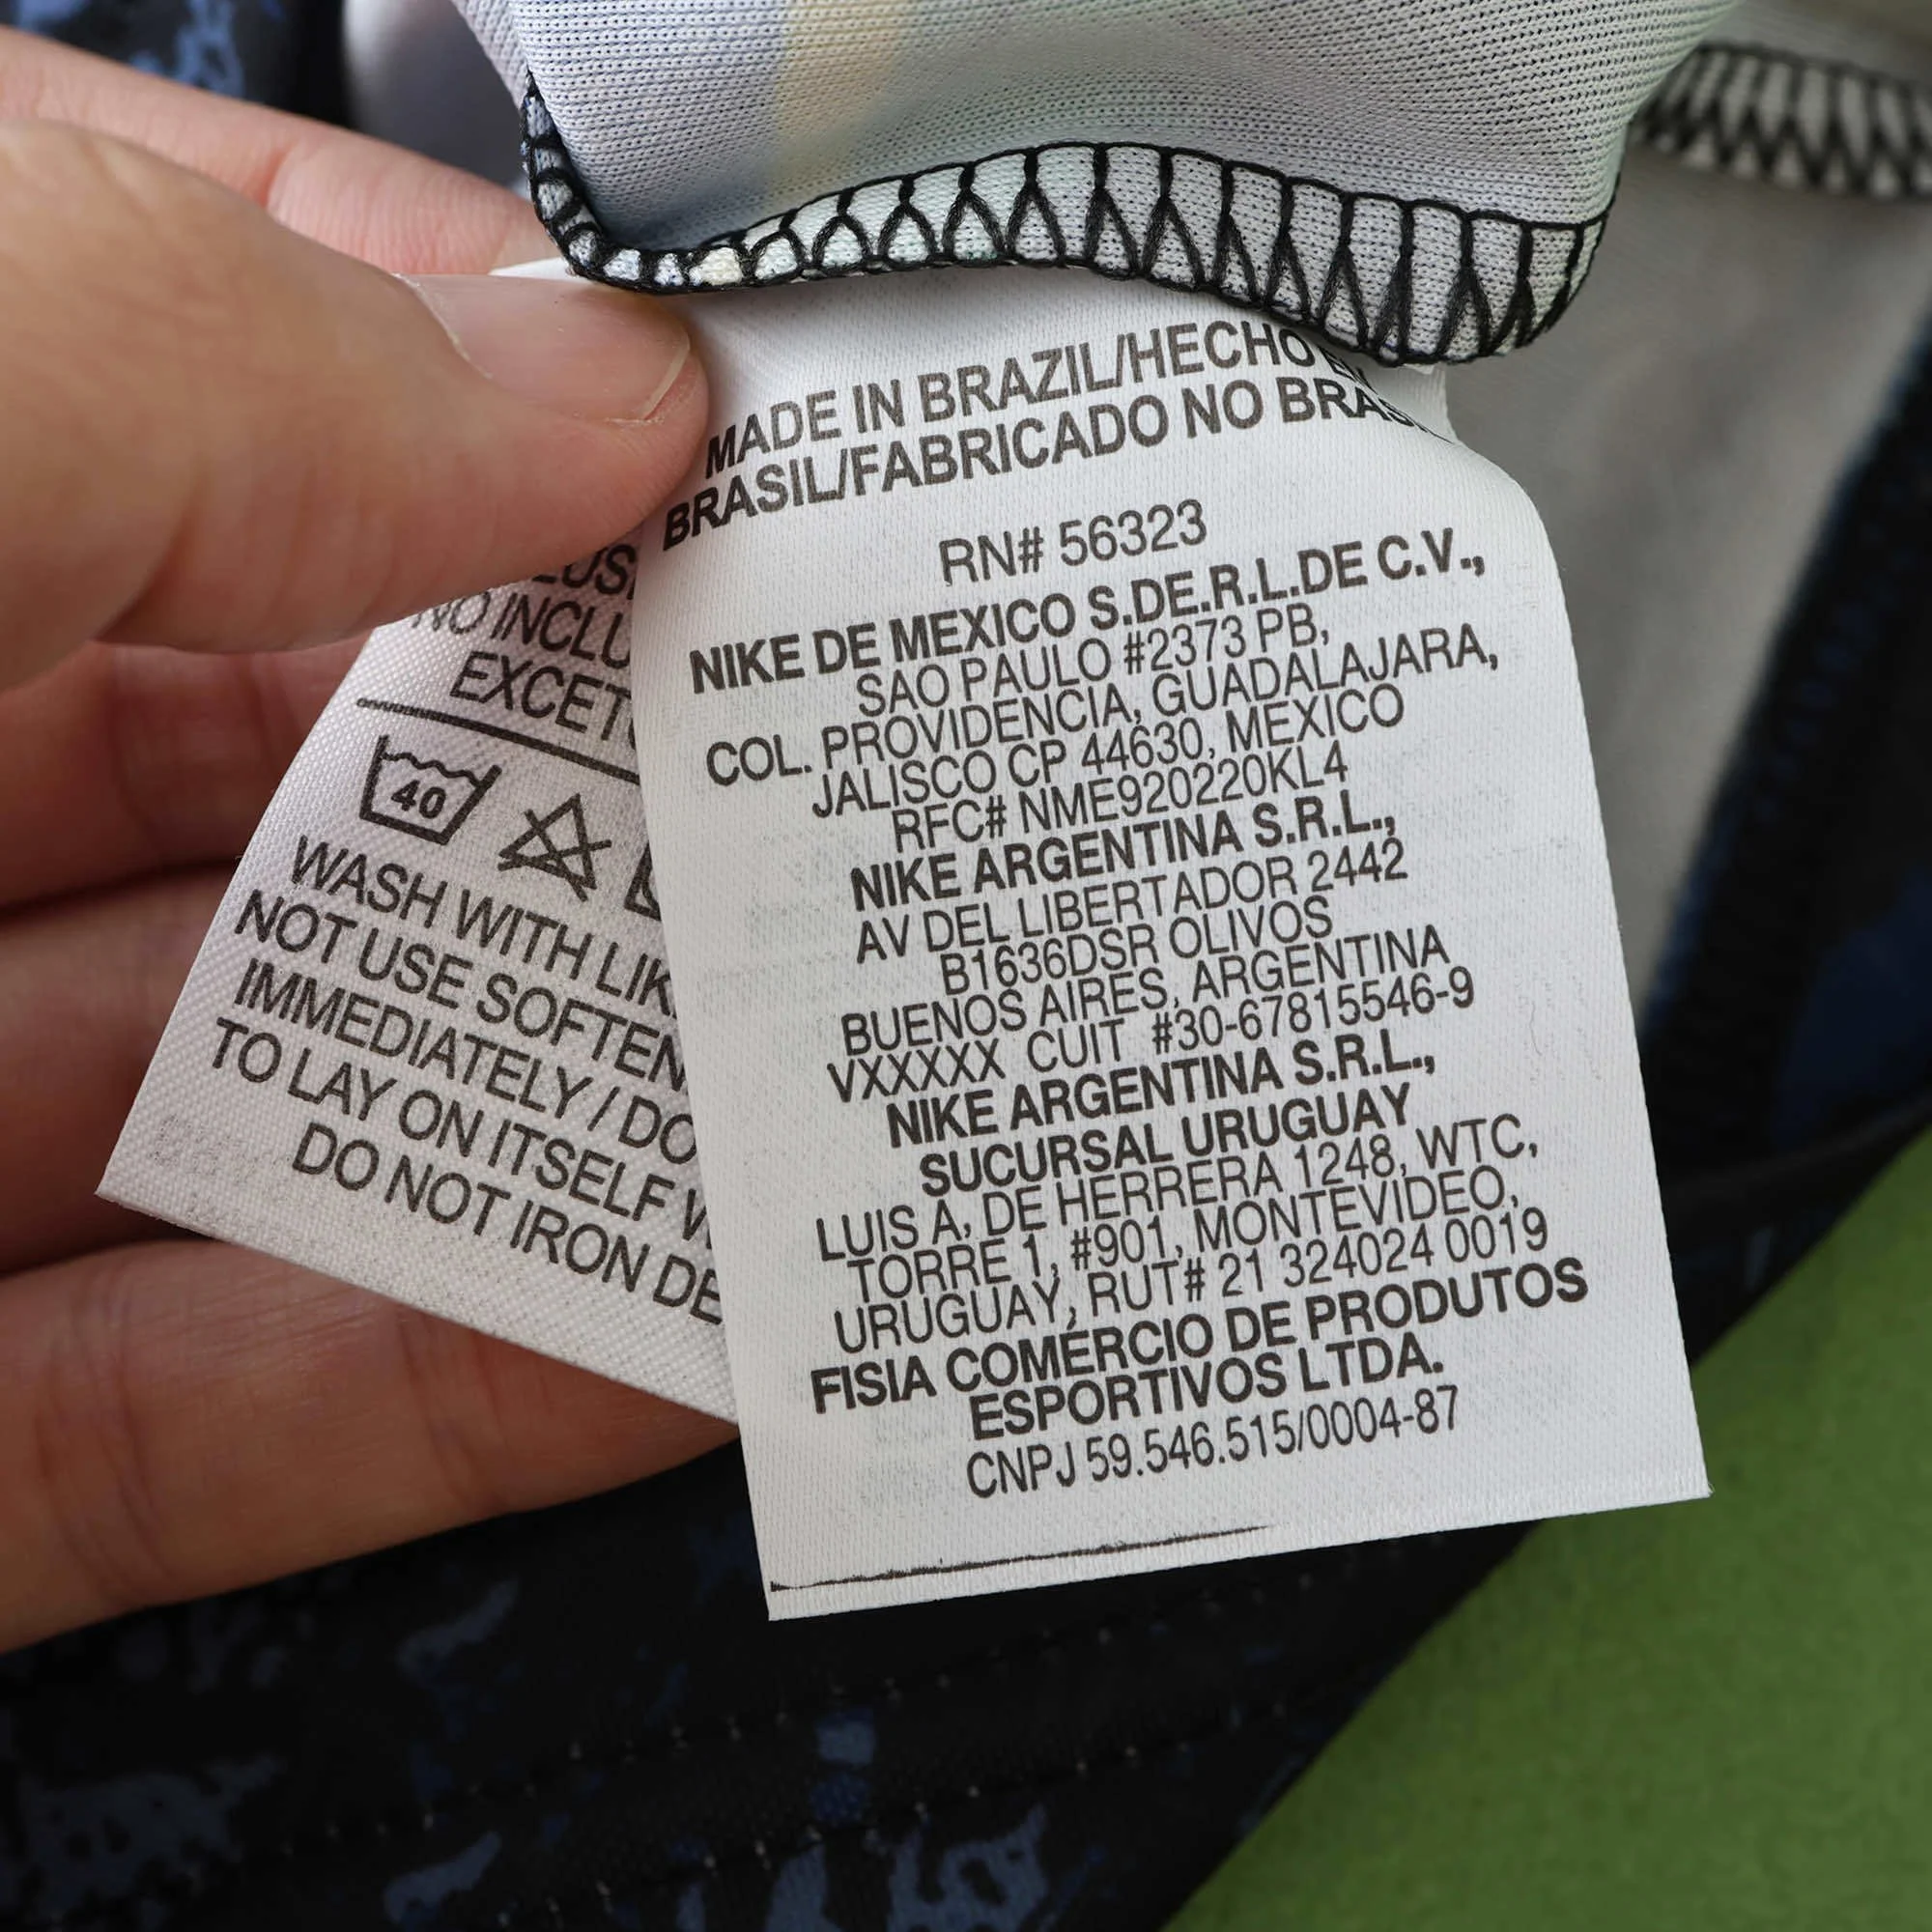 MADE IN BRAZIL/HECHO EN
BRASIL/FABRICADO NO BRASIL
RN# 56323
NIKE DE MEXICO S.DE.R.L.DE C.V.,
SAO PAULO #2373 PB,
COL. PROVIDENCIA, GUADALAJARA,
JALISCO CP 44630, MEXICO
RFC# NME920220KL4
NIKE ARGENTINA S.R.L.,
AV DEL LIBERTADOR 2442
B1636DSR OLIVOS
BUENOS AIRES, ARGENTINA
VXXXXX CUIT #30-67815546-9
NIKE ARGENTINA S.R.L.,
SUCURSAL URUGUAY
LUIS A, DE HERRERA 1248, WTC,
TORRE 1, #901, MONTEVIDEO,
URUGUAY, RUT# 21 324024 0019
FISIA COMÉRCIO DE PRODUTOS
ESPORTIVOS LTDA.
CNPJ 59.546.515/0004-87
NO INCLU
EXCET
40
WASH WITH LIK
NOT USE SOFTEN
IMMEDIATELY / DO
TO LAY ON ITSELF W
DO NOT IRON DE